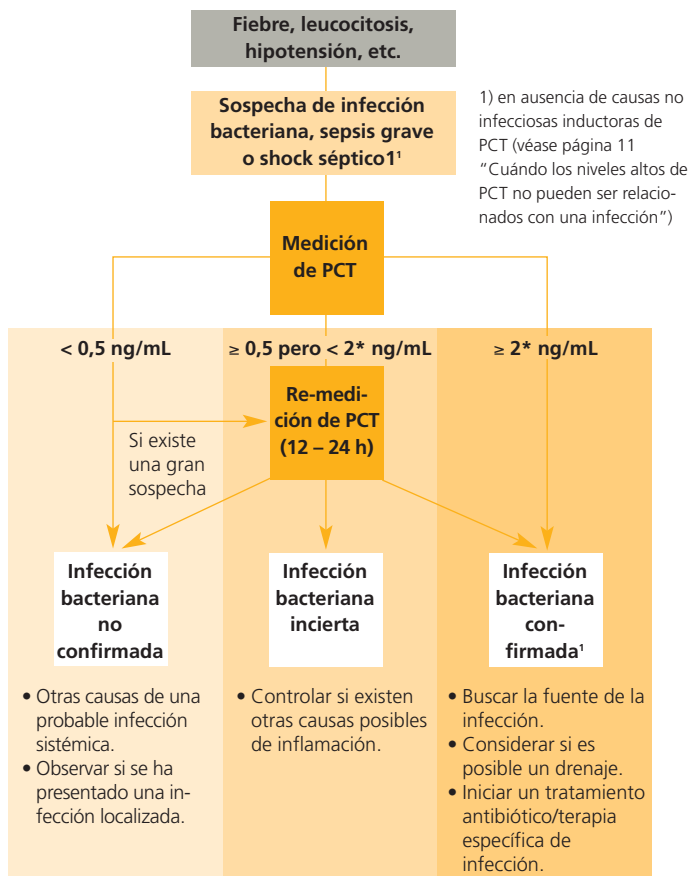 Fiebre, leucocitosis,
hipotensión, etc.
Sospecha de infección
bacteriana, sepsis grave
o shock séptico1¹
1) en ausencia de causas no
infecciosas inductoras de
PCT (véase página 11
“Cuándo los niveles altos de
PCT no pueden ser relacio-
nados con una infección”)
Medición
de PCT
< 0,5 ng/mL
≥ 0,5 pero < 2* ng/mL
≥ 2* ng/mL
Re-medi-
ción de PCT
(12 – 24 h)
Si existe
una gran
sospecha
Infección
bacteriana
no
confirmada
Infección
bacteriana
incierta
Infección
bacteriana
con-
firmada¹
• Otras causas de una
probable infección
sistémica.
• Observar si se ha
presentado una in-
fección localizada.
• Controlar si existen
otras causas posibles
de inflamación.
• Buscar la fuente de la
infección.
• Considerar si es
posible un drenaje.
• Iniciar un tratamiento
antibiótico/terapia
específica de
infección.